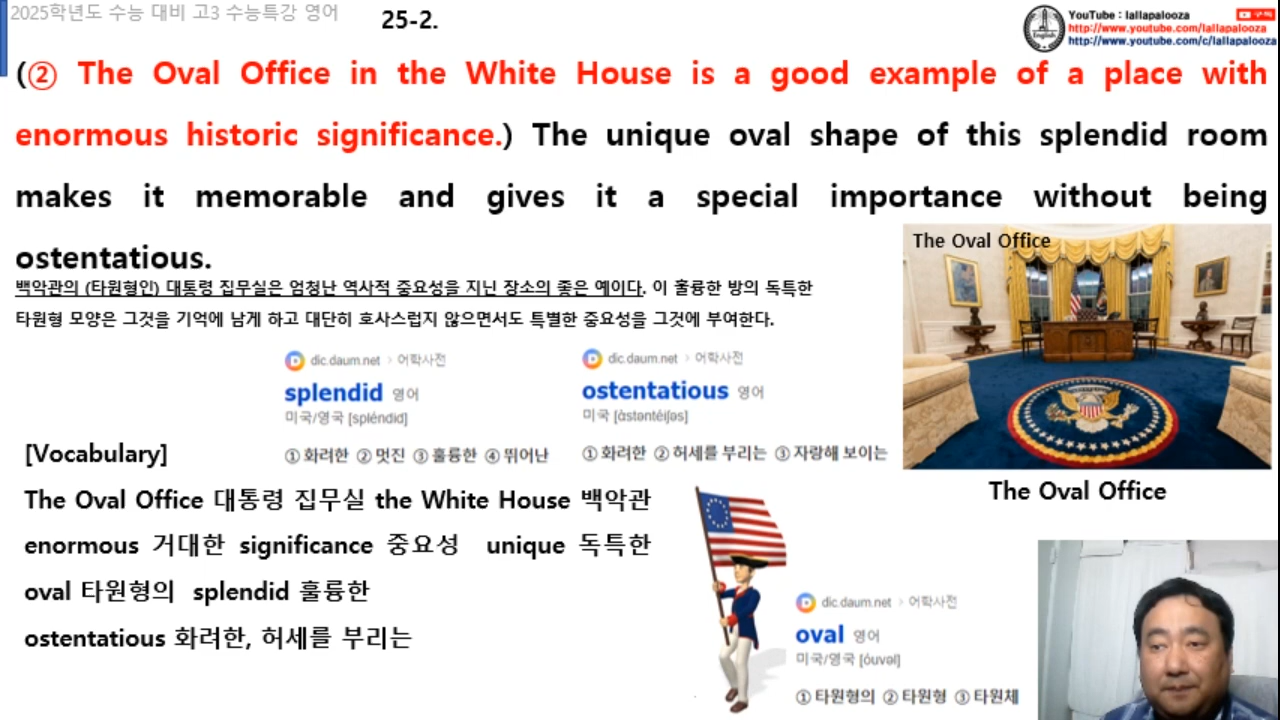 2025학년도 수능 대비 고3 수능특강 영어
25-2.
YouTube : lallapalooza
구독
http://www.youtube.com/lallapalooza
http://www.youtube.com/c/lallapalooza
English
(② The Oval Office in the White House is a good example of a place with
enormous historic significance.) The unique oval shape of this splendid room
makes it memorable and gives it a special importance without being
ostentatious.
백악관의 (타원형인) 대통령 집무실은 엄청난 역사적 중요성을 지닌 장소의 좋은 예이다. 이 훌륭한 방의 독특한
타원형 모양은 그것을 기억에 남게 하고 대단히 호사스럽지 않으면서도 특별한 중요성을 그것에 부여한다.
The Oval Office
dic.daum.net › 어학사전
splendid 영어
미국/영국 [spléndid]
① 화려한 ② 멋진 ③ 훌륭한 ④ 뛰어난
dic.daum.net › 어학사전
ostentatious 영어
미국 [àstəntéiʃəs]
① 화려한 ② 허세를 부리는 ③ 자랑해 보이는
The Oval Office
[Vocabulary]
The Oval Office 대통령 집무실 the White House 백악관
enormous 거대한 significance 중요성 unique 독특한
oval 타원형의 splendid 훌륭한
ostentatious 화려한, 허세를 부리는
dic.daum.net › 어학사전
oval 영어
미국/영국 [óuvəl]
① 타원형의 ② 타원형 ③ 타원체